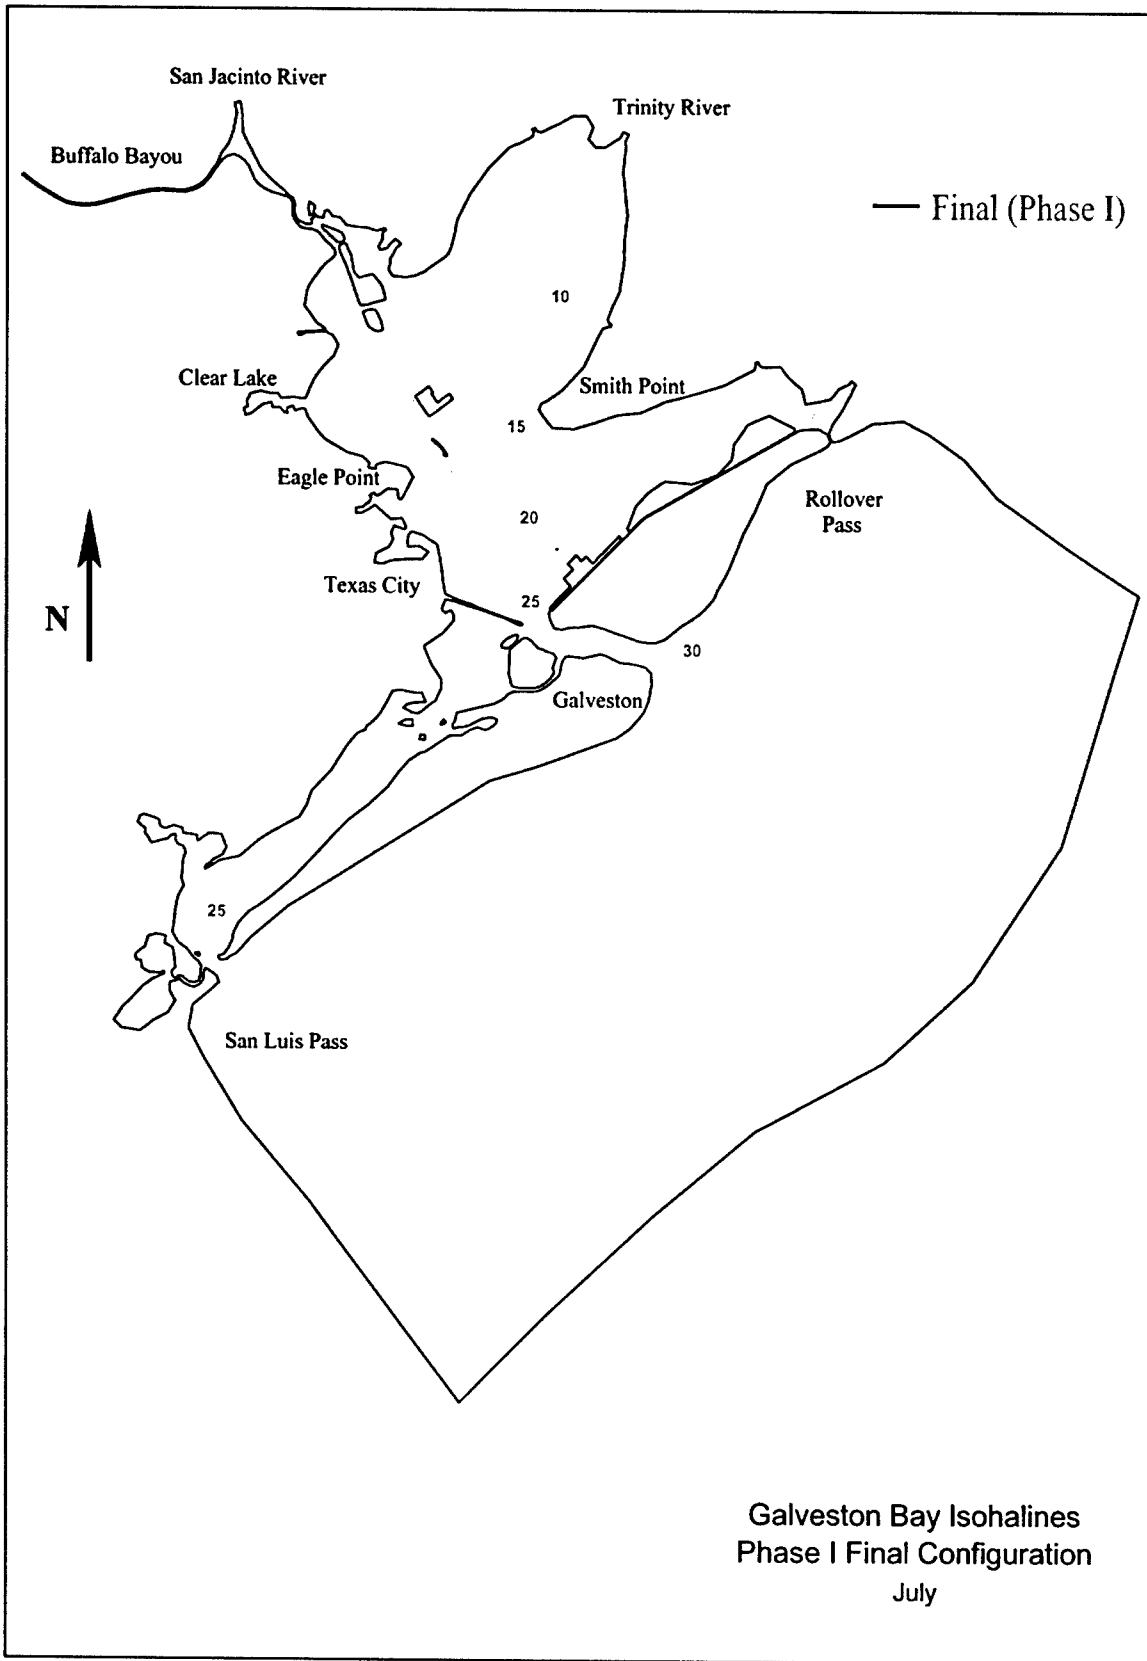 San Jacinto River
Trinity River
Buffalo Bayou
Final (Phase I)
10
Clear Lake
Smith Point
15
Eagle Point
Rollover
Pass
20
Texas City
25
N
30
Galveston
25
San Luis Pass
Galveston Bay Isohalines
Phase I Final Configuration
July